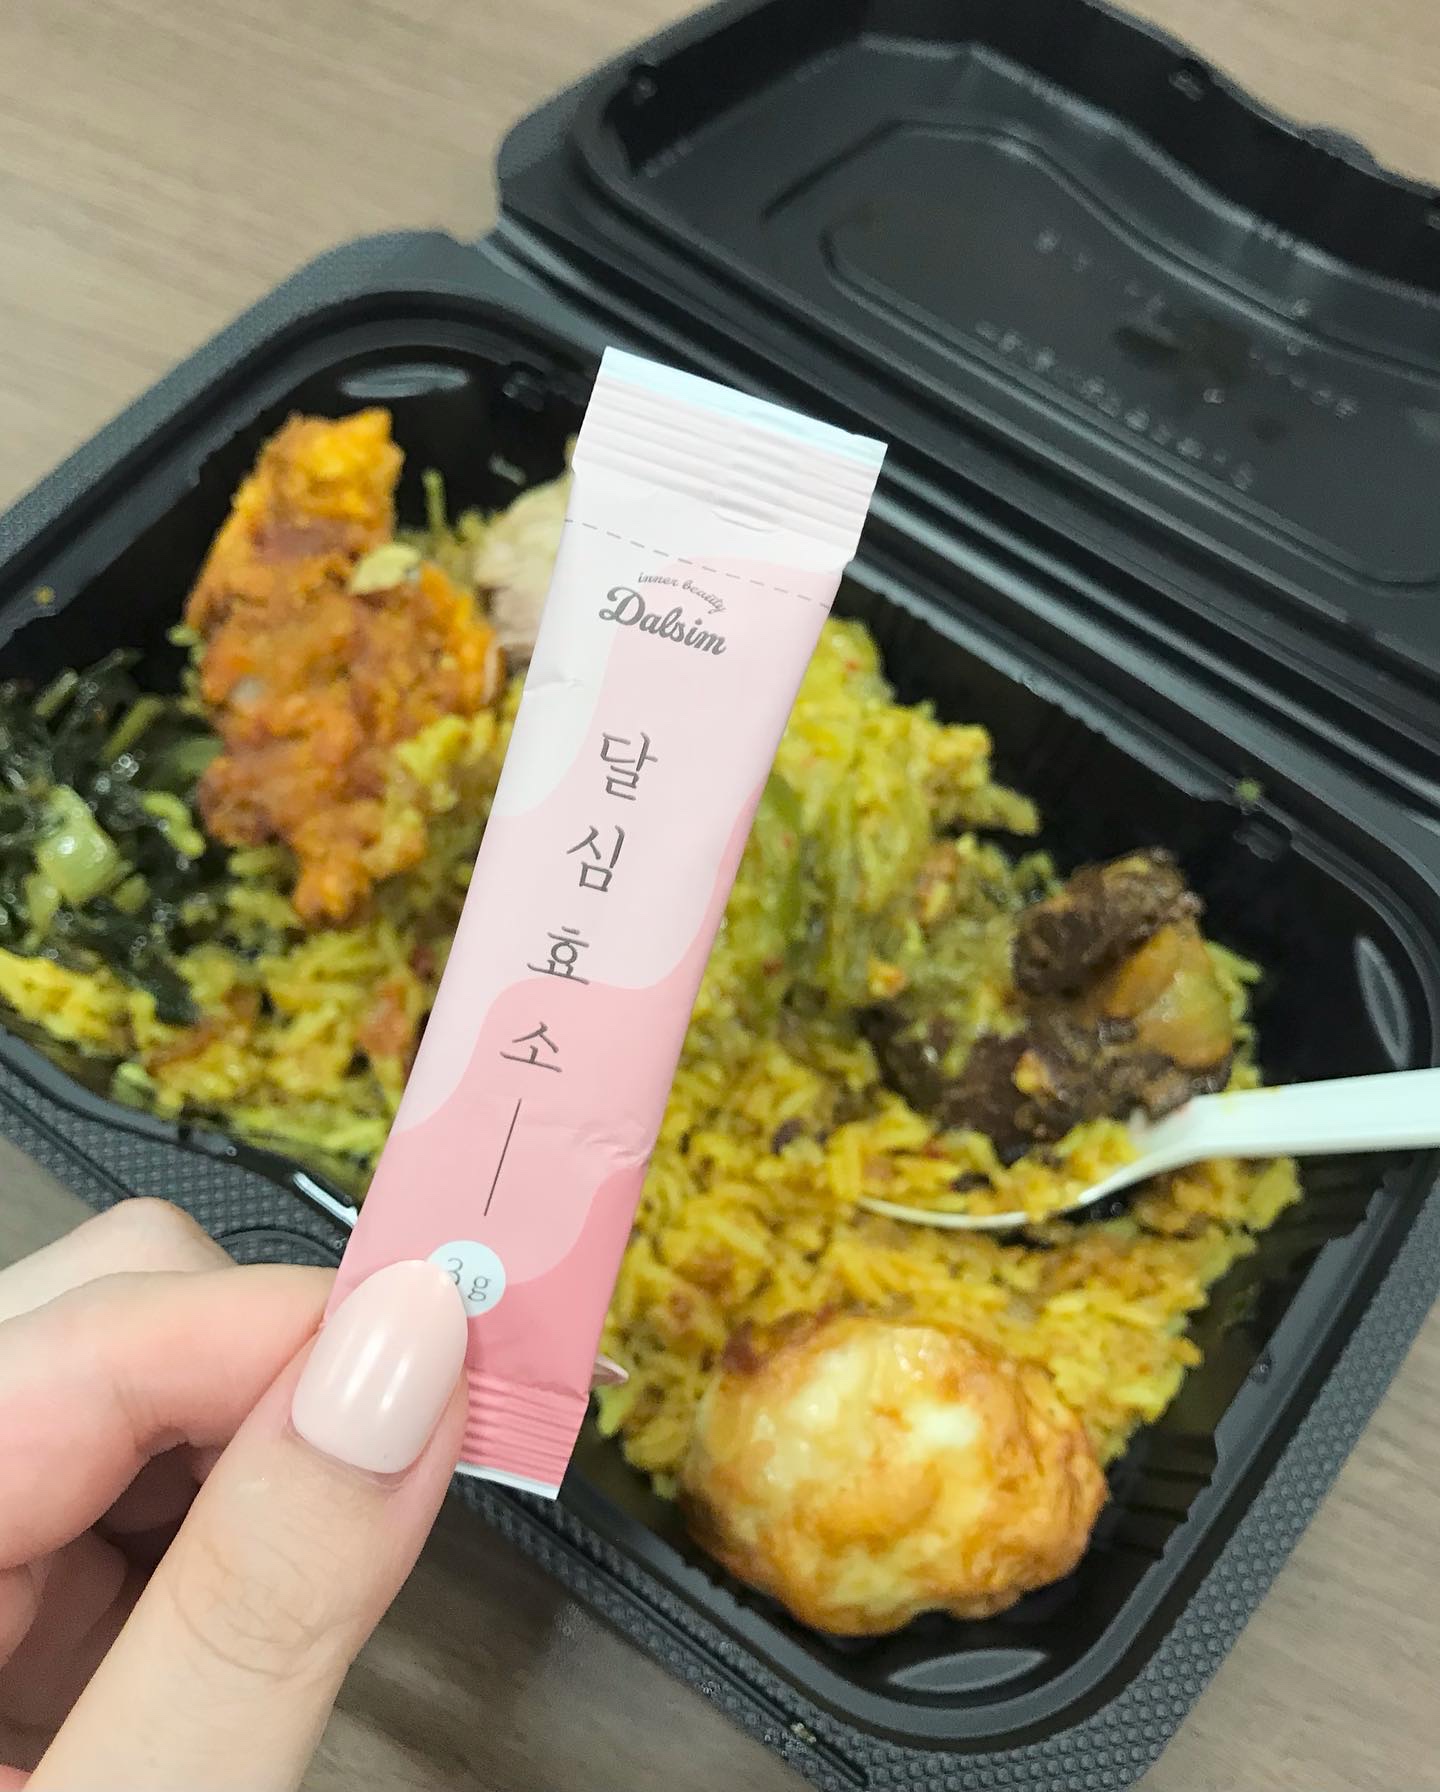 inner beauty
Dalsim
달심효소
3g